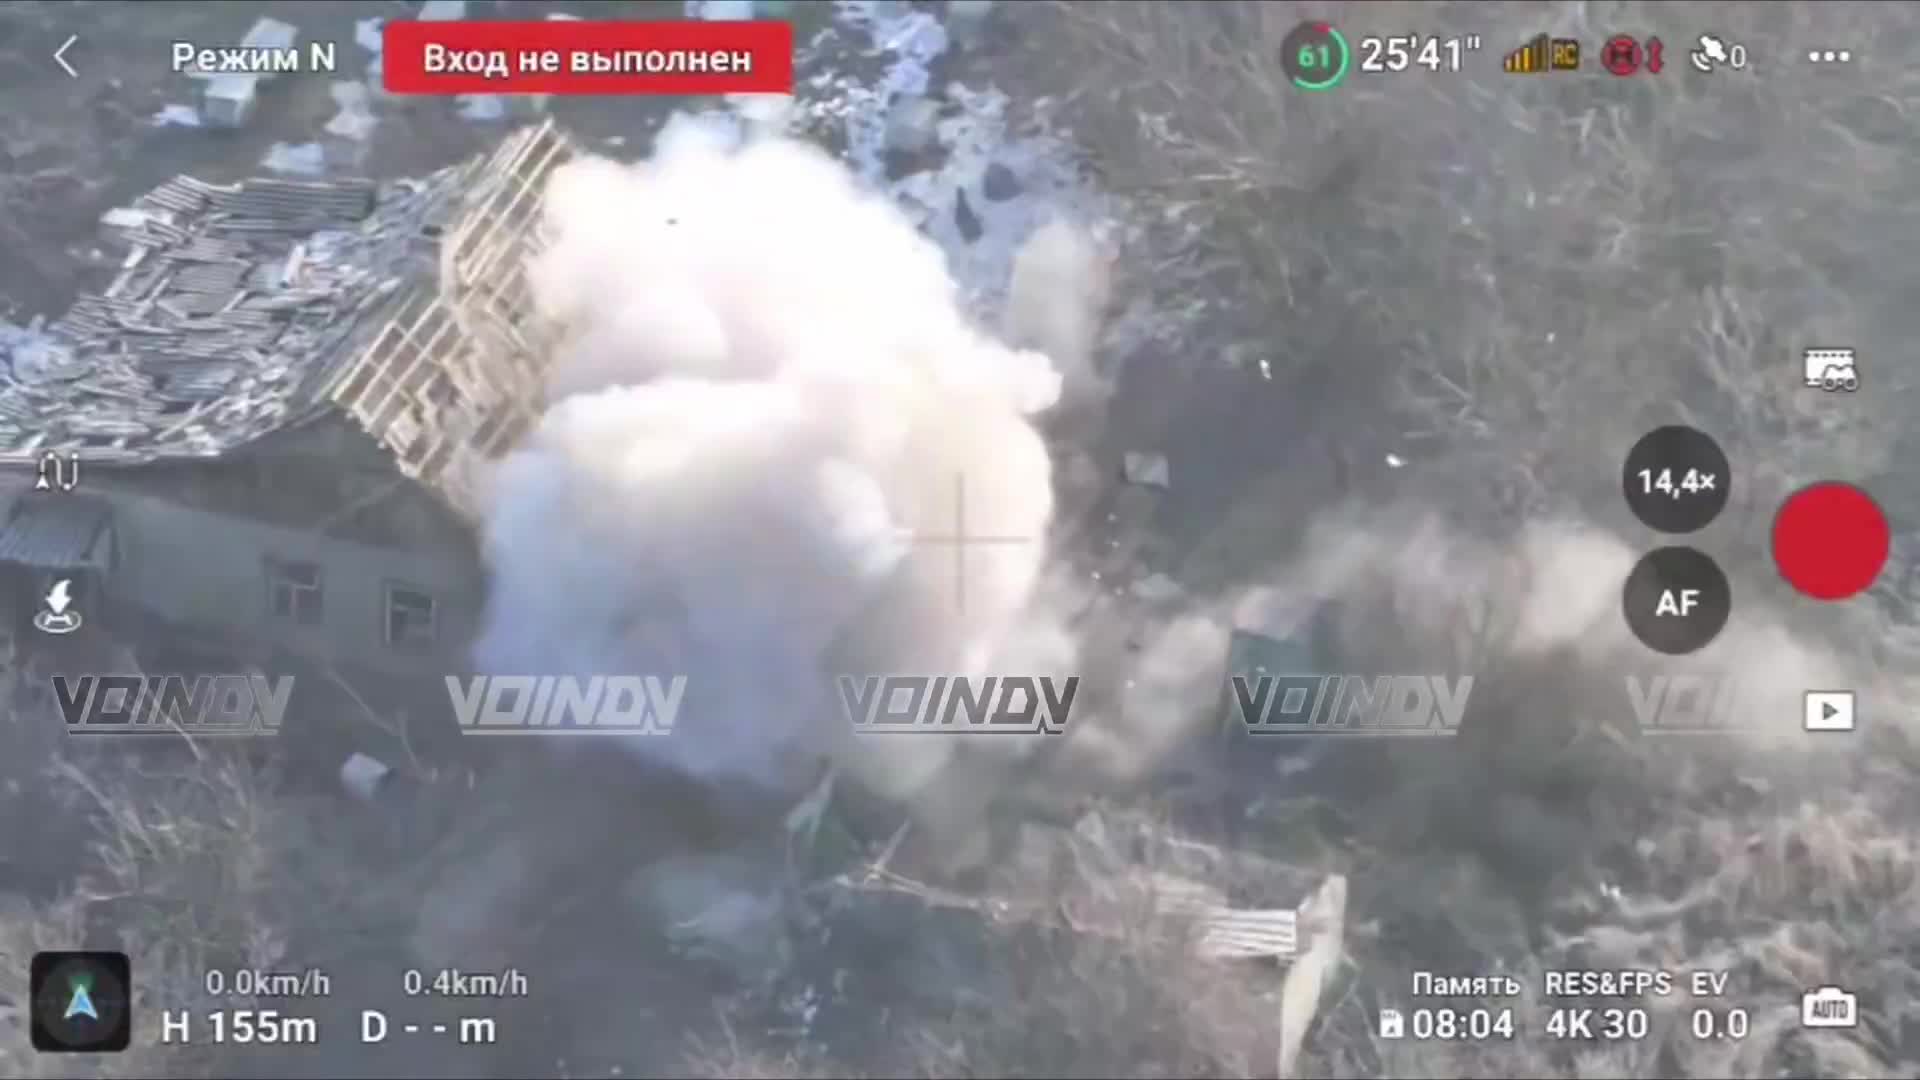 Режим N
Вход не выполнен
61
25'41"
RC
0
14,4×
AF
VOINDV VOINDV VOINDV VOINDV VOIN
0.0km/h 0.4km/h
H 155m D - - m
Память RES&FPS EV
08:04 4K 30 0.0
AUTO